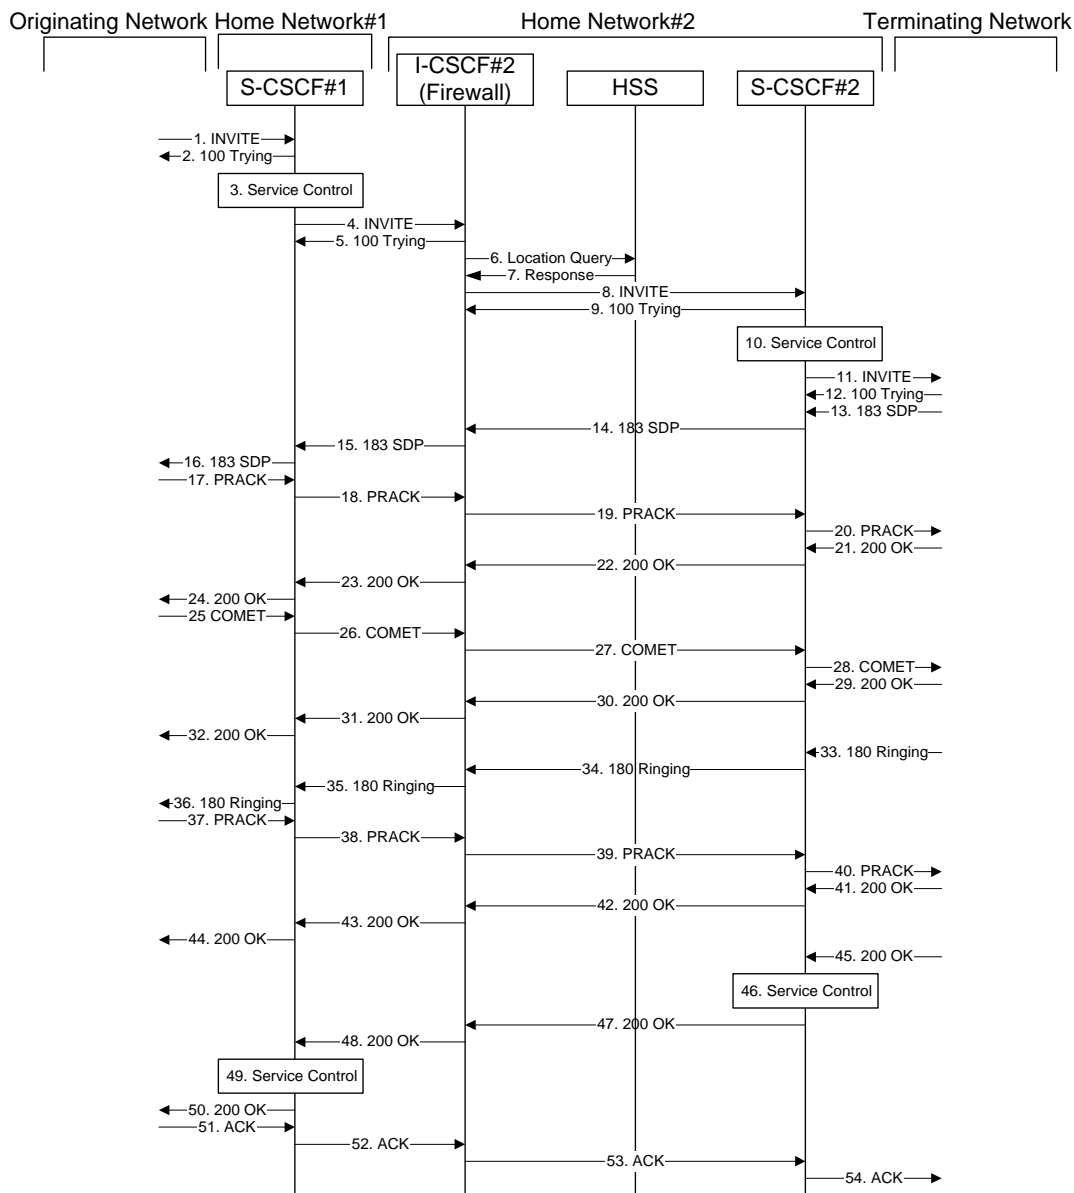 Originating Network Home Network#1 Home Network#2 Terminating Network
S-CSCF#1
I-CSCF#2
(Firewall)
HSS
S-CSCF#2
1. INVITE
2. 100 Trying
3. Service Control
4. INVITE
5. 100 Trying
6. Location Query
7. Response
8. INVITE
9. 100 Trying
10. Service Control
11. INVITE
12. 100 Trying
13. 183 SDP
14. 183 SDP
15. 183 SDP
16. 183 SDP
17. PRACK
18. PRACK
19. PRACK
20. PRACK
21. 200 OK
22. 200 OK
23. 200 OK
24. 200 OK
25 COMET
26. COMET
27. COMET
28. COMET
29. 200 OK
30. 200 OK
31. 200 OK
32. 200 OK
33. 180 Ringing
34. 180 Ringing
35. 180 Ringing
36. 180 Ringing
37. PRACK
38. PRACK
39. PRACK
40. PRACK
41. 200 OK
42. 200 OK
43. 200 OK
44. 200 OK
45. 200 OK
46. Service Control
47. 200 OK
48. 200 OK
49. Service Control
50. 200 OK
51. ACK
52. ACK
53. ACK
54. ACK